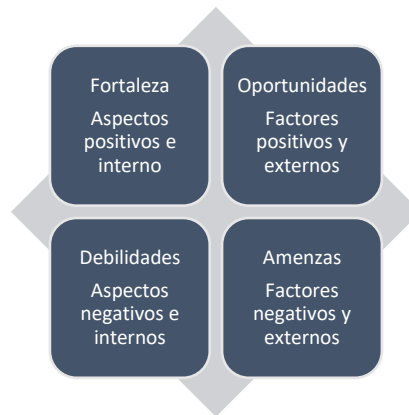 Fortaleza
Aspectos
positivos e
interno
Oportunidades
Factores
positivos y
externos
Debilidades
Aspectos
negativos e
internos
Amenzas
Factores
negativos y
externos